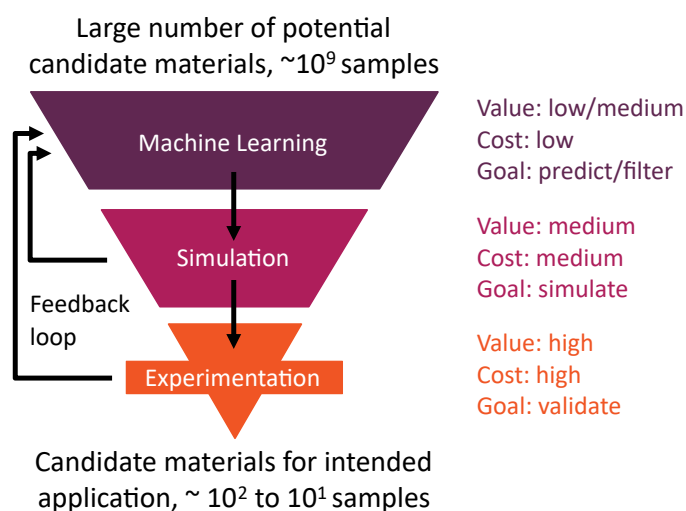 Large number of potential
candidate materials, ~10⁹ samples
Machine Learning
Value: low/medium
Cost: low
Goal: predict/filter
Simulation
Value: medium
Cost: medium
Goal: simulate
Feedback
loop
Experimentation
Value: high
Cost: high
Goal: validate
Candidate materials for intended
application, ~ 10² to 10¹ samples